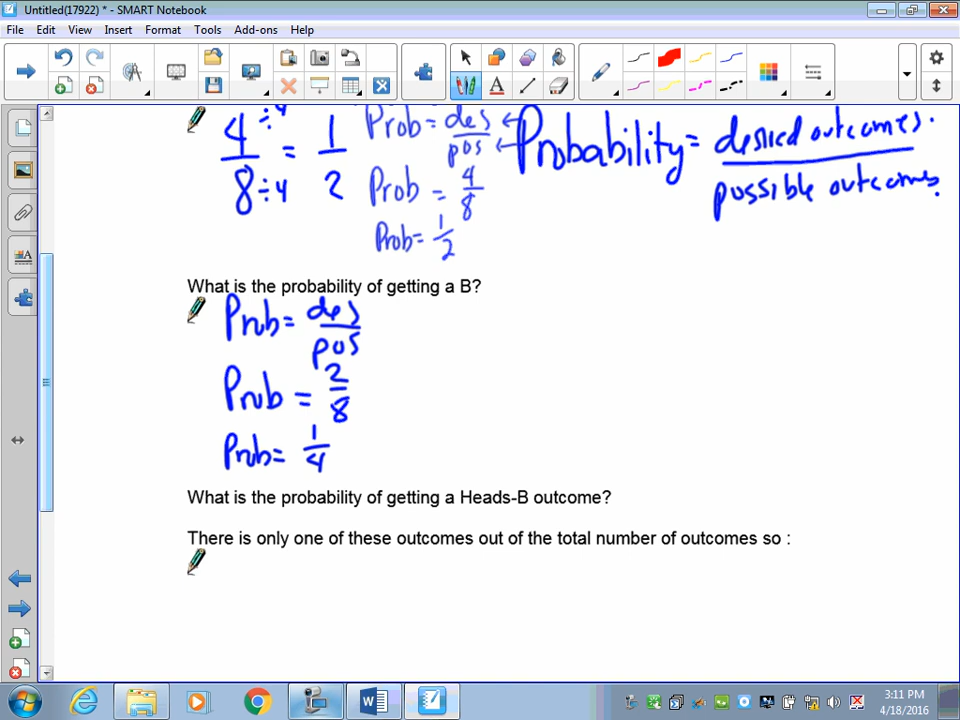 Untitled(17922) * - SMART Notebook
File Edit View Insert Format Tools Add-ons Help
4 ÷4 = 1
8 ÷4 2
Prob = des
pos
Prob = 4
8
Prob = 1
2
Probability = desired outcomes.
possible outcomes.
What is the probability of getting a B?
Prob = des
pos
Prob = 2
8
Prob = 1
4
What is the probability of getting a Heads-B outcome?
There is only one of these outcomes out of the total number of outcomes so :
3:11 PM
4/18/2016